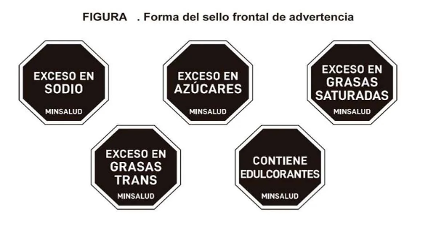 FIGURA . Forma del sello frontal de advertencia
EXCESO EN
SODIO
MINSALUD
EXCESO EN
AZÚCARES
MINSALUD
EXCESO EN
GRASAS
SATURADAS
MINSALUD
EXCESO EN
GRASAS
TRANS
MINSALUD
CONTIENE
EDULCORANTES
MINSALUD